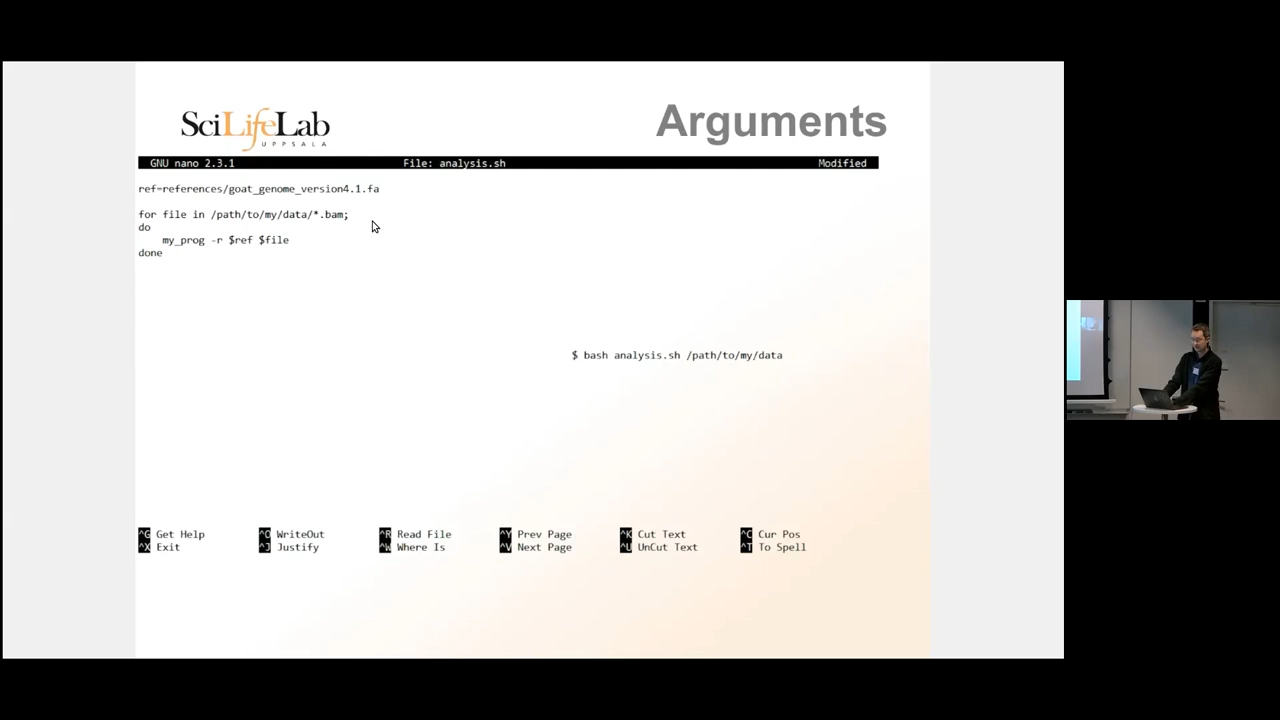 SciLifeLab
UPPSALA
Arguments
GNU nano 2.3.1 File: analysis.sh Modified
ref=references/goat_genome_version4.1.fa
for file in /path/to/my/data/*.bam;
do
my_prog -r $ref $file
done
$ bash analysis.sh /path/to/my/data
^G Get Help ^O WriteOut ^R Read File ^Y Prev Page ^K Cut Text ^C Cur Pos
^X Exit ^J Justify ^W Where Is ^V Next Page ^U UnCut Text ^T To Spell